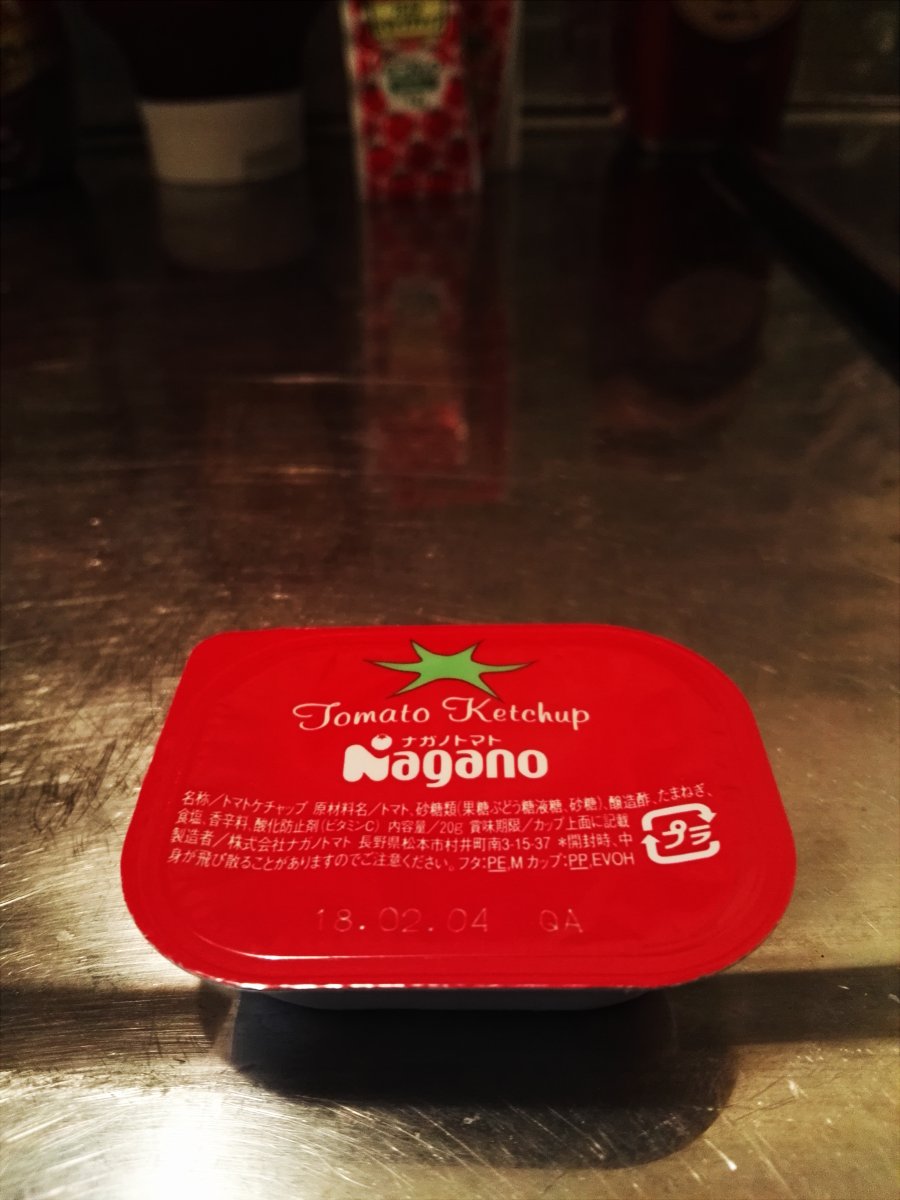 Tomato Ketchup
ナガノトマト
Nagano
名称／トマトケチャップ 原材料名／トマト、砂糖類(果糖ぶどう糖液糖、砂糖)、醸造酢、たまねぎ、
食塩、香辛料、酸化防止剤(ビタミンC) 内容量／20g 賞味期限／カップ上面に記載
製造者／株式会社ナガノトマト 長野県松本市村井町南3-15-37 *開封時、中
身が飛び散ることがありますのでご注意ください。フタ:PE,M カップ:PP,EVOH
プラ
18.02.04 QA